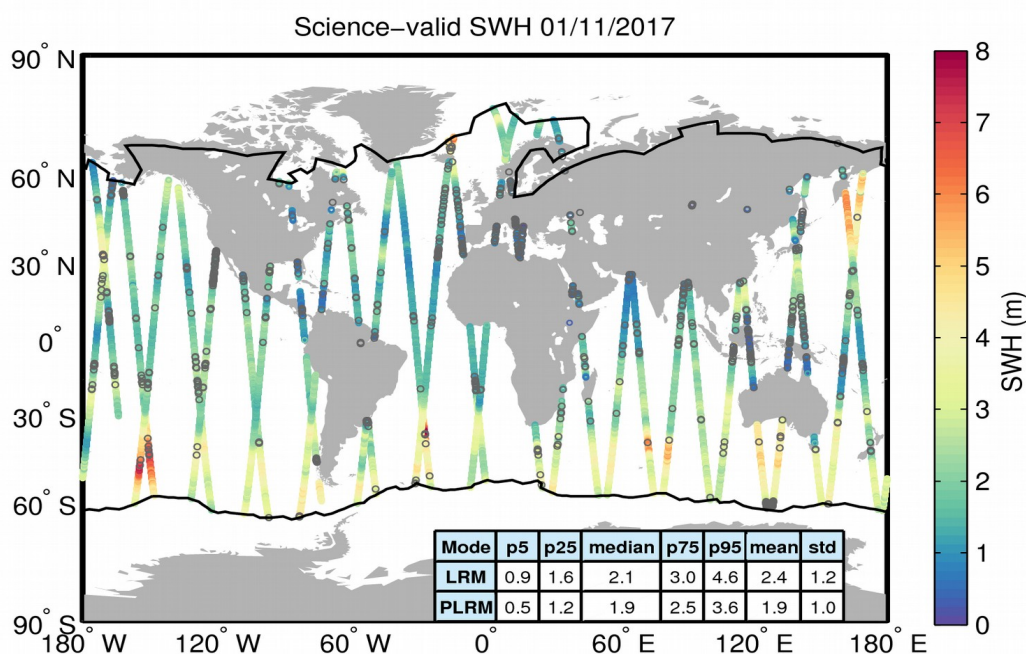 Science−valid SWH 01/11/2017
90° N
60° N
30° N
0°
30° S
60° S
90° S
180° W
120° W
60° W
0°
60° E
120° E
180° E
8
7
6
5
4
3
2
1
0
SWH (m)
Mode p5 p25 median p75 p95 mean std
LRM 0.9 1.6 2.1 3.0 4.6 2.4 1.2
PLRM 0.5 1.2 1.9 2.5 3.6 1.9 1.0